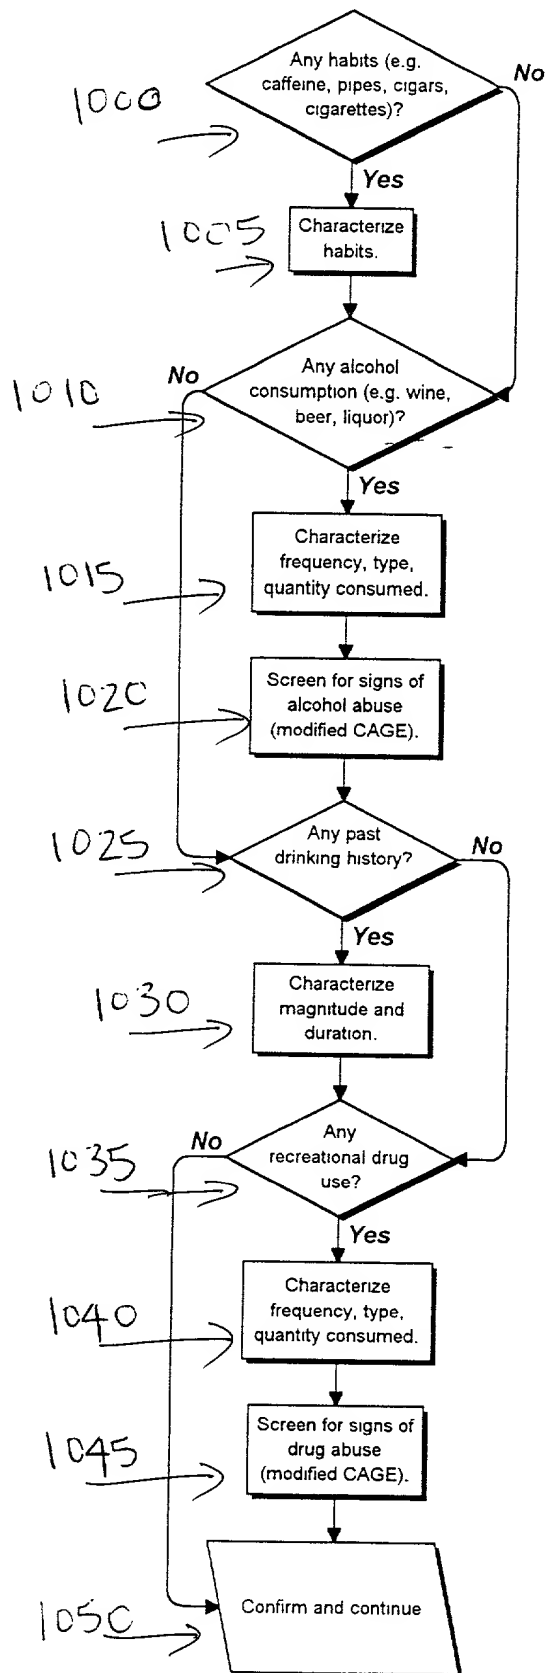 Any habits (e.g.
caffeine, pipes, cigars,
cigarettes)?
No
1000
Yes
1005
Characterize
habits.
No
1010
Any alcohol
consumption (e.g. wine,
beer, liquor)?
Yes
1015
Characterize
frequency, type,
quantity consumed.
1020
Screen for signs of
alcohol abuse
(modified CAGE).
1025
Any past
drinking history?
No
Yes
1030
Characterize
magnitude and
duration.
No
1035
Any
recreational drug
use?
Yes
1040
Characterize
frequency, type,
quantity consumed.
1045
Screen for signs of
drug abuse
(modified CAGE).
1050
Confirm and continue